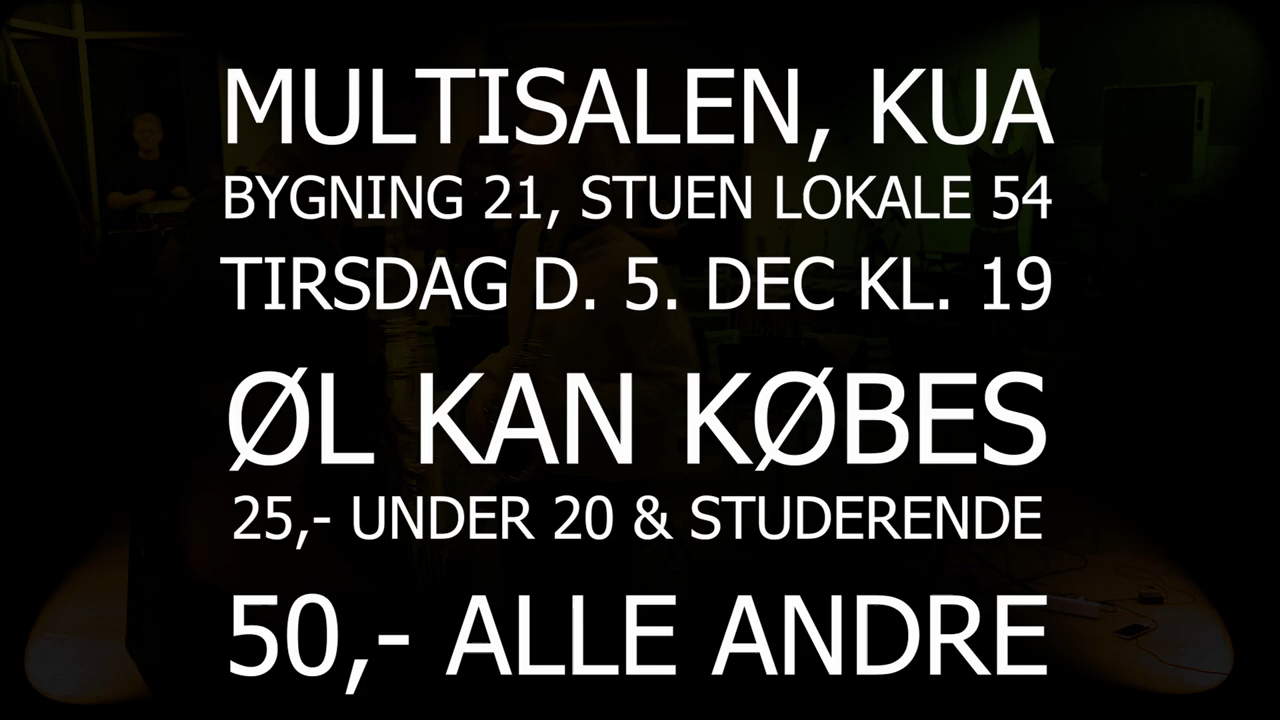 MULTISALEN, KUA
BYGNING 21, STUEN LOKALE 54
TIRSDAG D. 5. DEC KL. 19
ØL KAN KØBES
25,- UNDER 20 & STUDERENDE
50,- ALLE ANDRE